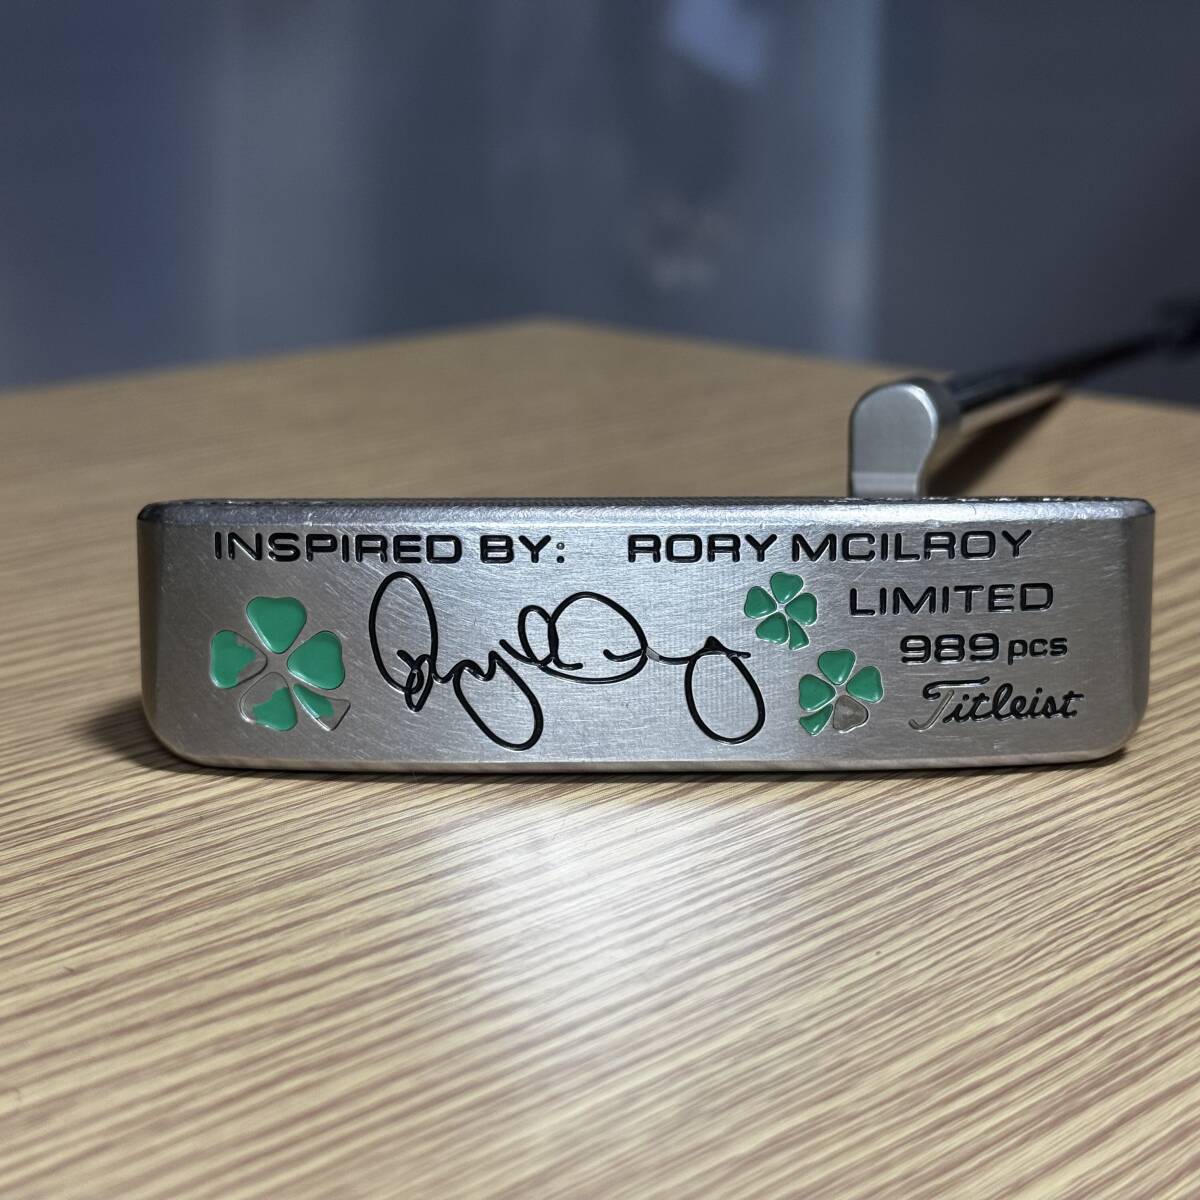 INSPIRED BY: RORY MCILROY
LIMITED
989 pcs
Titleist